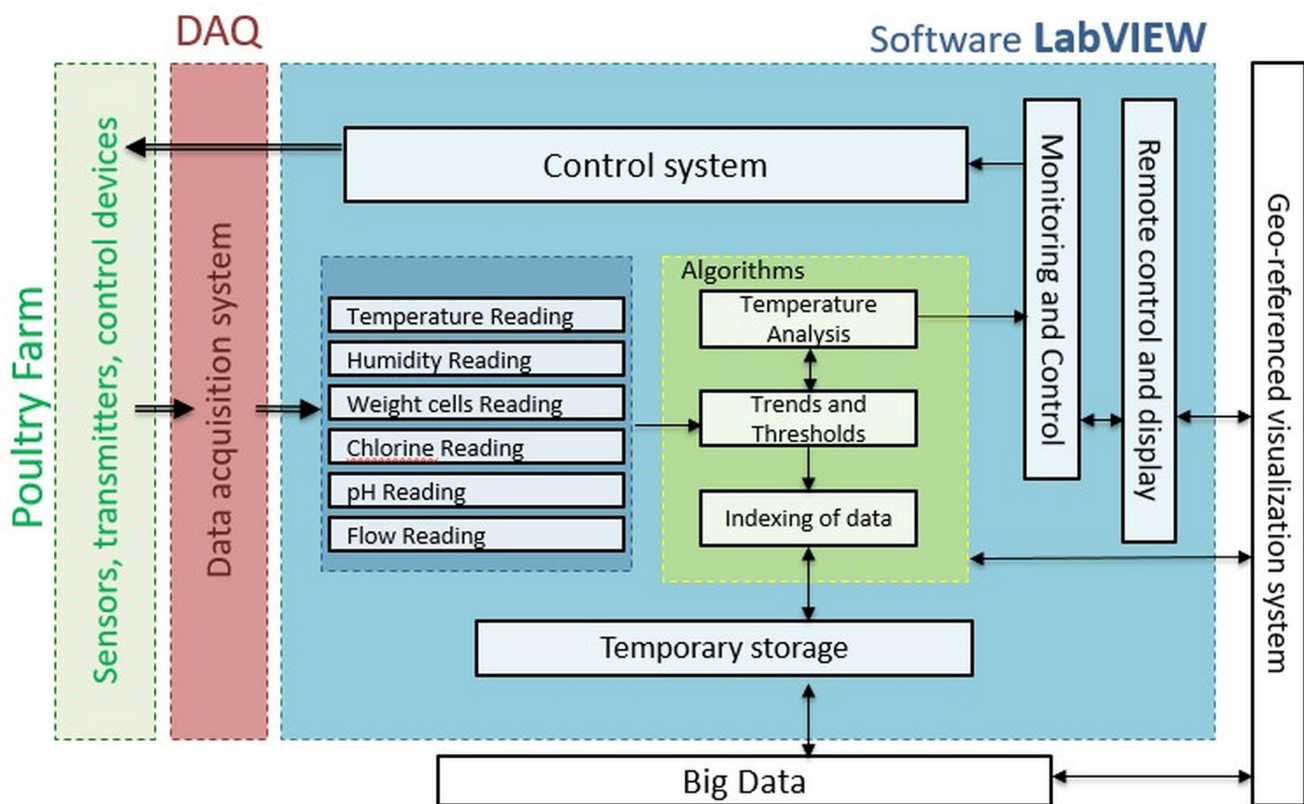 DAQ
Software LabVIEW
Poultry Farm
Sensors, transmitters, control devices
Data acquisition system
Control system
Monitoring and Control
Remote control and display
Geo-referenced visualization system
Temperature Reading
Humidity Reading
Weight cells Reading
Chlorine Reading
pH Reading
Flow Reading
Algorithms
Temperature
Analysis
Trends and
Thresholds
Indexing of data
Temporary storage
Big Data